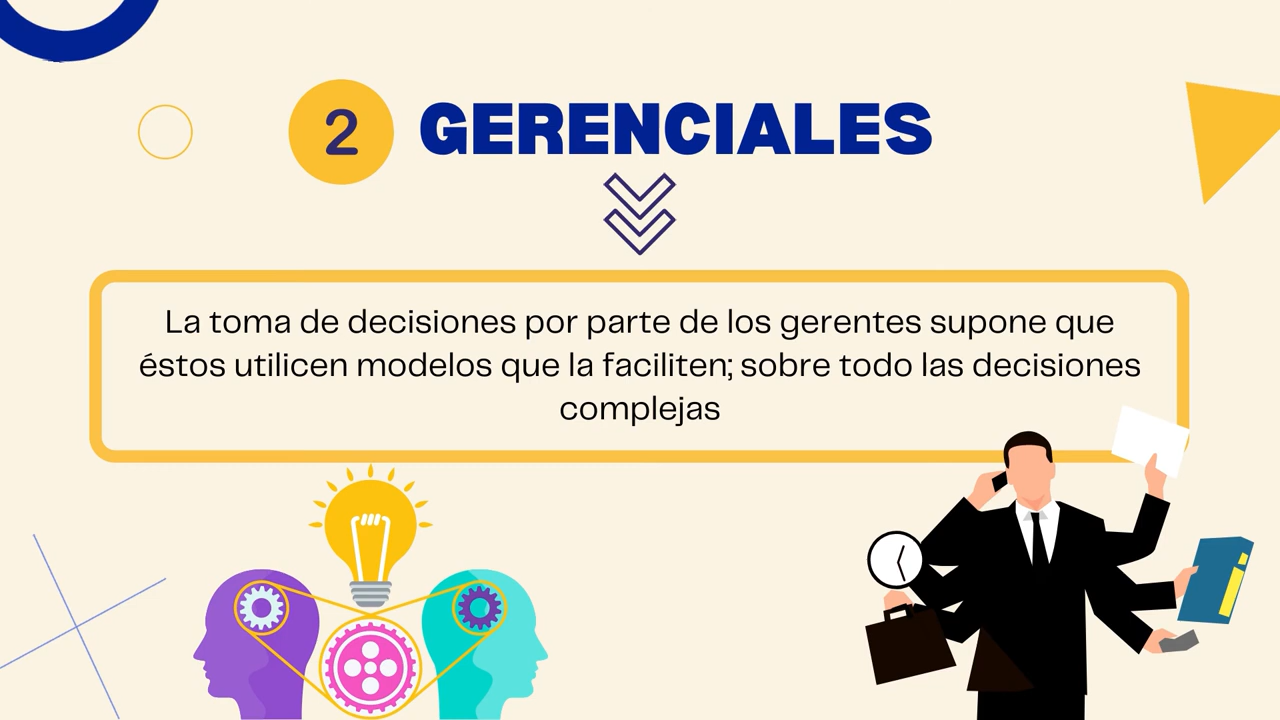 2 GERENCIALES
La toma de decisiones por parte de los gerentes supone que
éstos utilicen modelos que la faciliten; sobre todo las decisiones
complejas